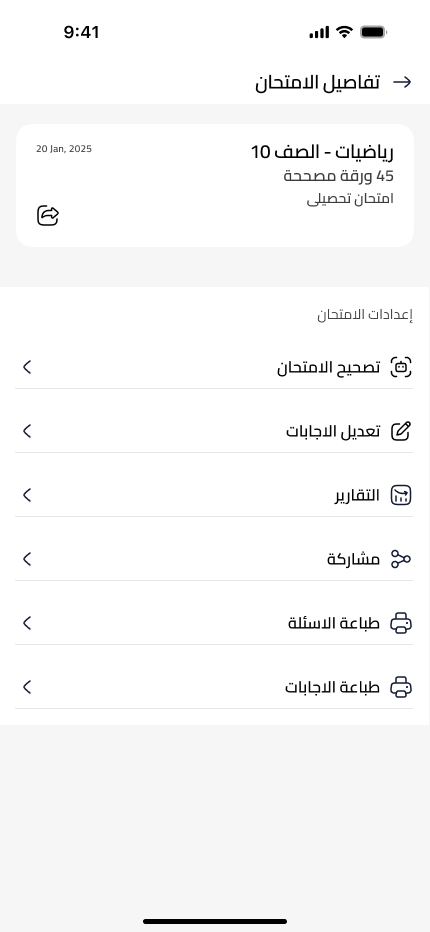 9:41
تفاصيل الامتحان
رياضيات - الصف 10
20 Jan, 2025
45 ورقة مصححة
امتحان تحصيلي
إعدادات الامتحان
تصحيح الامتحان
تعديل الاجابات
التقارير
مشاركة
طباعة الاسئلة
طباعة الاجابات